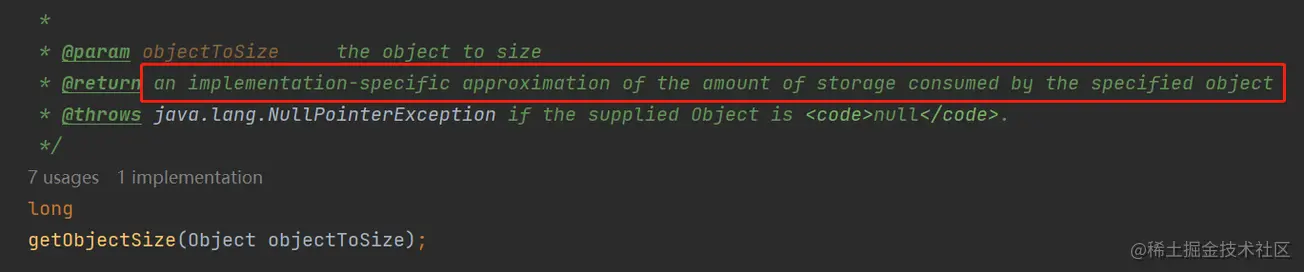 *
* @param objectToSize     the object to size
* @return an implementation-specific approximation of the amount of storage consumed by the specified object
* @throws java.lang.NullPointerException if the supplied Object is <code>null</code>.
*/
7 usages   1 implementation
long
getObjectSize(Object objectToSize);
@稀土掘金技术社区